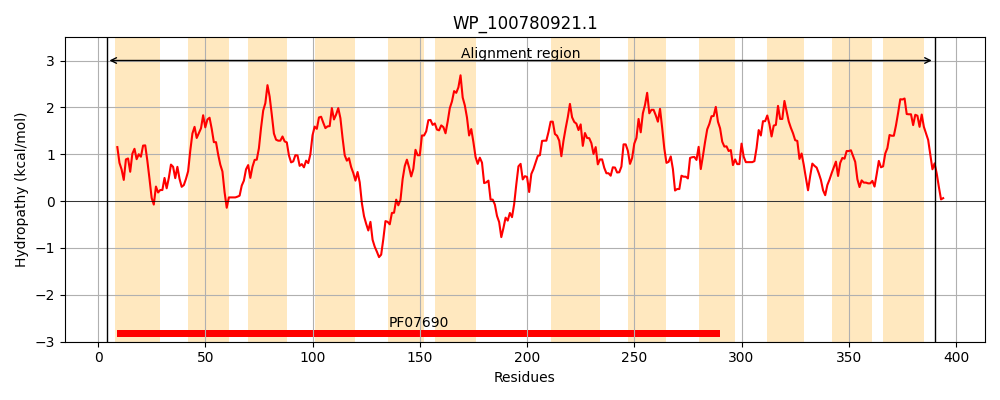 WP_100780921.1
Alignment region
PF07690
Hydropathy (kcal/mol)
3
2
1
0
−1
−2
−3
0 50 100 150 200 250 300 350 400
Residues